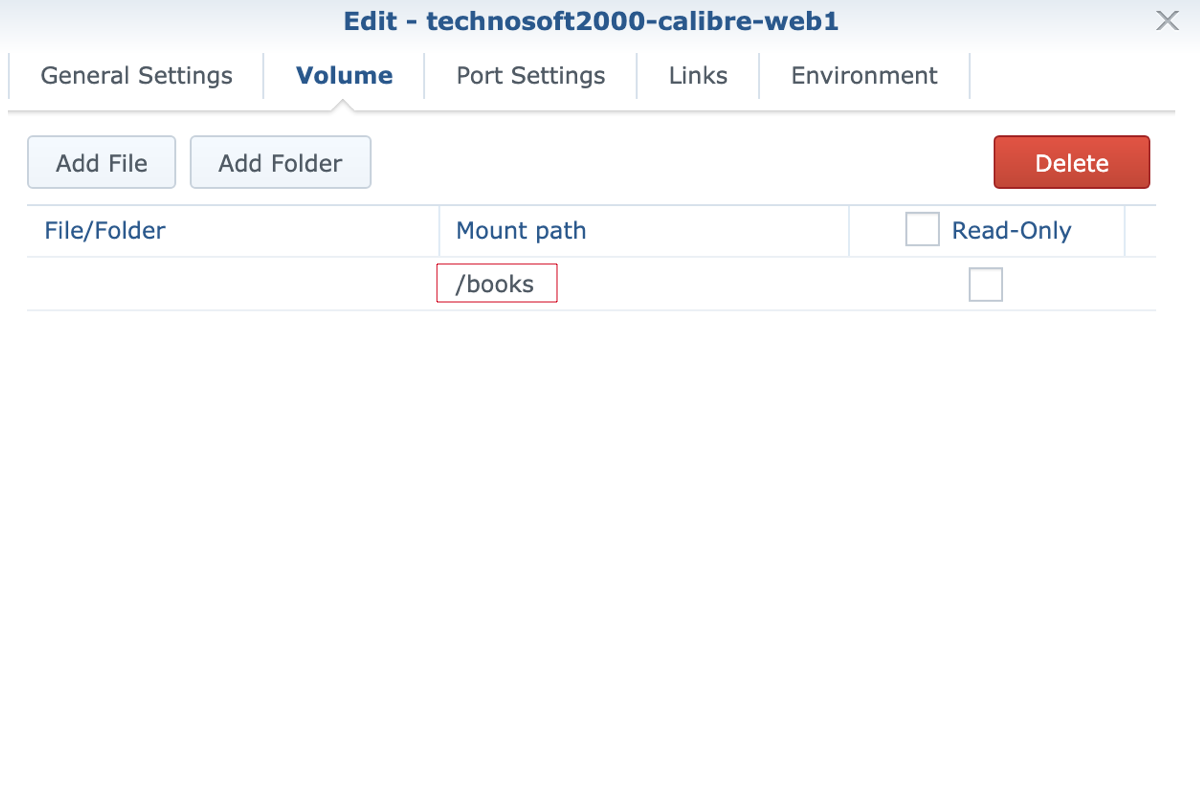 Edit - technosoft2000-calibre-web1
General Settings Volume Port Settings Links Environment
Add File Add Folder Delete
File/Folder Mount path Read-Only
/books